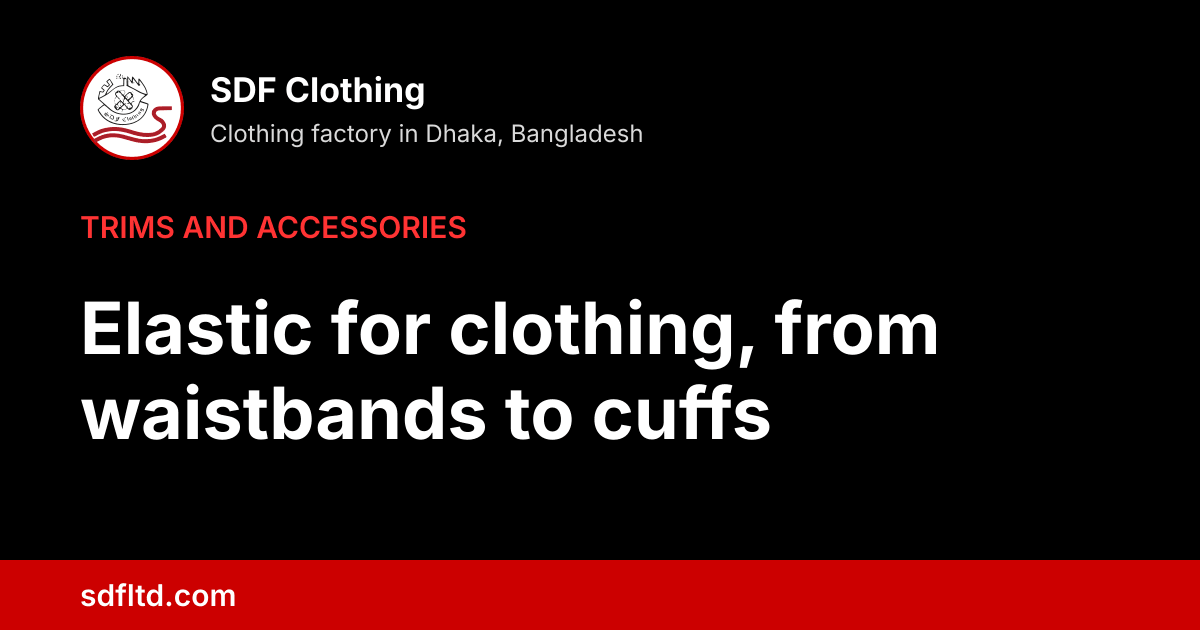 SDF Clothing
Clothing factory in Dhaka, Bangladesh
TRIMS AND ACCESSORIES
Elastic for clothing, from
waistbands to cuffs
sdfltd.com